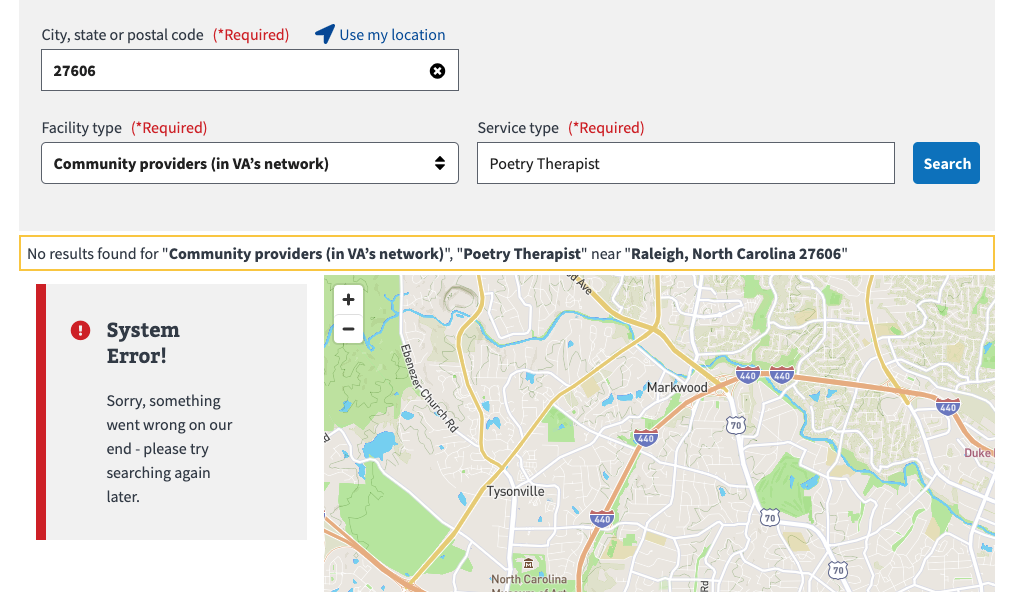 City, state or postal code (*Required) Use my location
27606
Facility type (*Required)
Service type (*Required)
Community providers (in VA’s network)
Poetry Therapist
Search
No results found for "Community providers (in VA’s network)", "Poetry Therapist" near "Raleigh, North Carolina 27606"
System
Error!
Sorry, something
went wrong on our
end - please try
searching again
later.
+
−
Ave
Ebenezer Church Rd
Markwood
440
440
440
70
440
Duke
Tysonville
440
70
70
North Carolina
Museum of Art
Rd